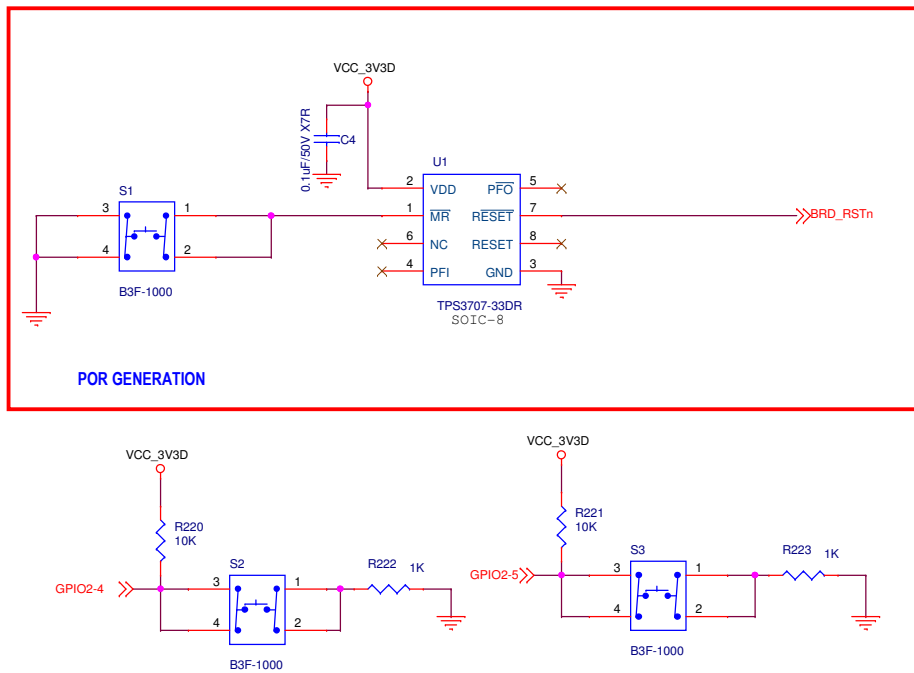 VCC_3V3D
0.1uF/50V X7R
C4
U1
2 VDD PFO 5
1 MR RESET 7
6 NC RESET 8
4 PFI GND 3
TPS3707-33DR
SOIC-8
BRD_RSTn
S1
3 1
4 2
B3F-1000
POR GENERATION
VCC_3V3D
R220
10K
GPIO2-4
S2
3 1
4 2
B3F-1000
R222 1K
VCC_3V3D
R221
10K
GPIO2-5
S3
3 1
4 2
B3F-1000
R223 1K